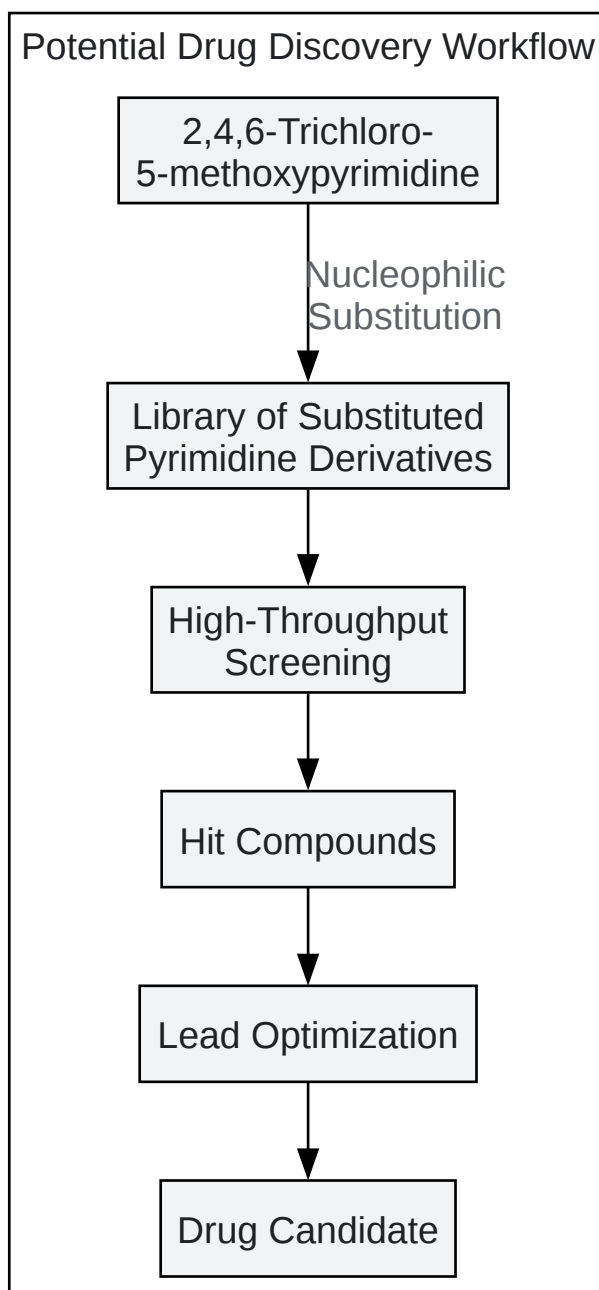 Potential Drug Discovery Workflow
2,4,6-Trichloro-
5-methoxypyrimidine
Nucleophilic
Substitution
Library of Substituted
Pyrimidine Derivatives
High-Throughput
Screening
Hit Compounds
Lead Optimization
Drug Candidate